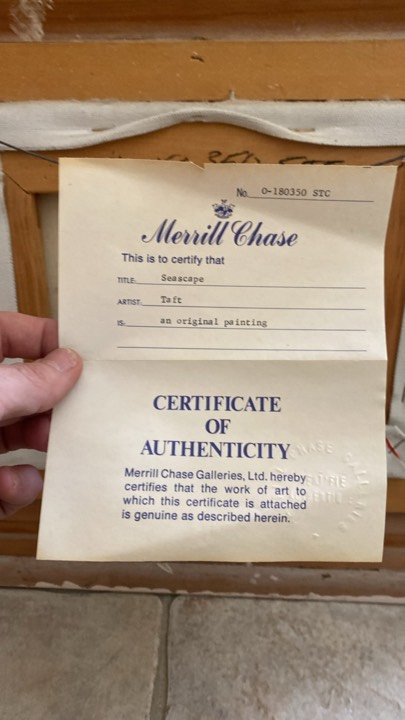 No. 0-180350 STC
Merrill Chase
This is to certify that
TITLE: Seascape
ARTIST: Taft
IS: an original painting
CERTIFICATE
OF
AUTHENTICITY
Merrill Chase Galleries, Ltd. hereby
certifies that the work of art to
which this certificate is attached
is genuine as described herein.